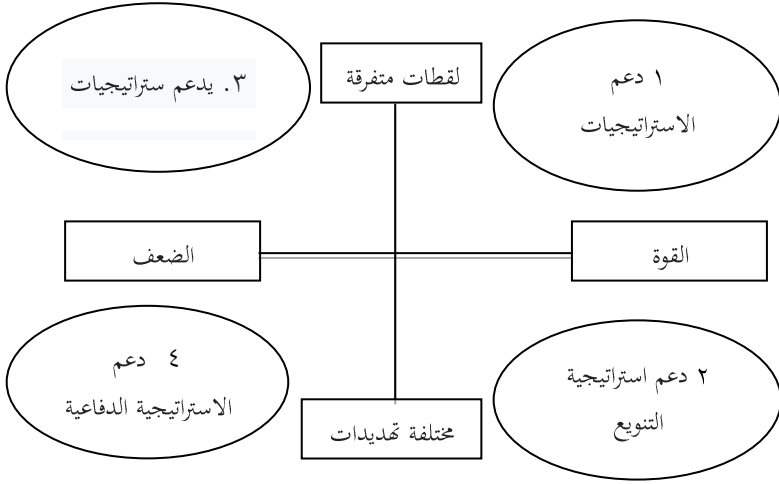 لقطات متفرقة
١ دعم
الاستراتيجيات
٣. يدعم ستراتيجيات
القوة
الضعف
٢ دعم استراتيجية
التنويع
٤ دعم
الاستراتيجية الدفاعية
مختلفة تهديدات